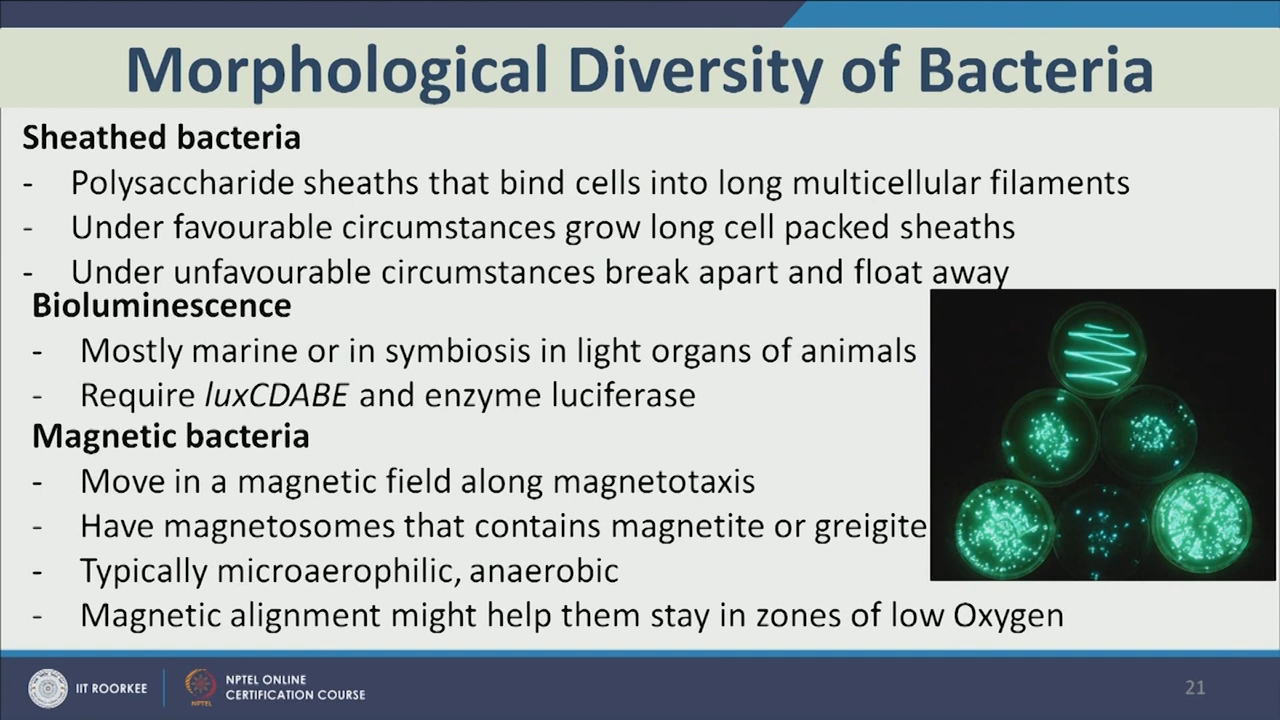 Morphological Diversity of Bacteria
Sheathed bacteria
- Polysaccharide sheaths that bind cells into long multicellular filaments
- Under favourable circumstances grow long cell packed sheaths
- Under unfavourable circumstances break apart and float away
Bioluminescence
- Mostly marine or in symbiosis in light organs of animals
- Require luxCDABE and enzyme luciferase
Magnetic bacteria
- Move in a magnetic field along magnetotaxis
- Have magnetosomes that contains magnetite or greigite
- Typically microaerophilic, anaerobic
- Magnetic alignment might help them stay in zones of low Oxygen
IIT ROORKEE
NPTEL
NPTEL ONLINE
CERTIFICATION COURSE
21